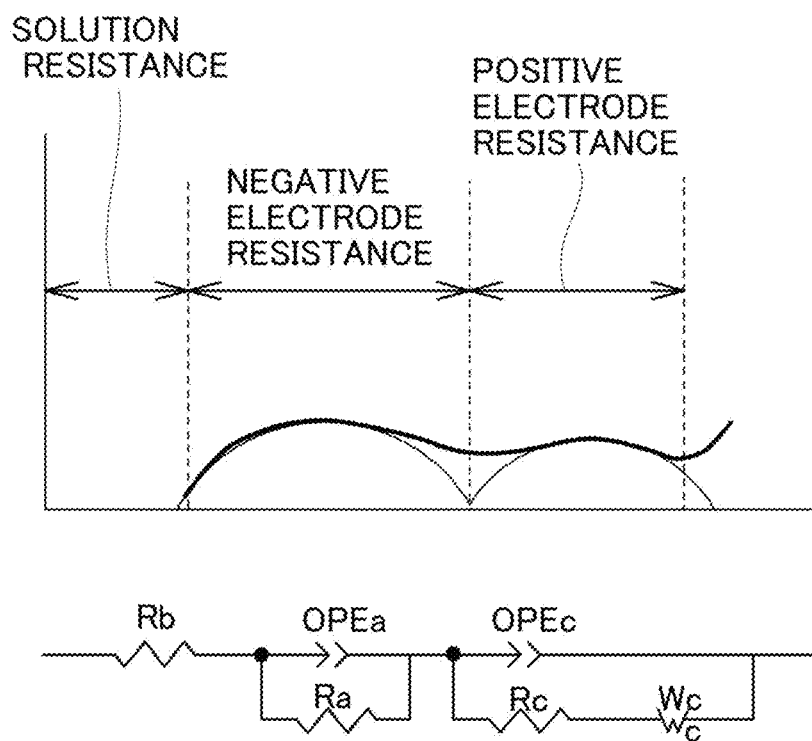 SOLUTION
RESISTANCE
POSITIVE
ELECTRODE
RESISTANCE
NEGATIVE
ELECTRODE
RESISTANCE
Rb
OPEa
OPEc
Ra
Rc
Wc
c